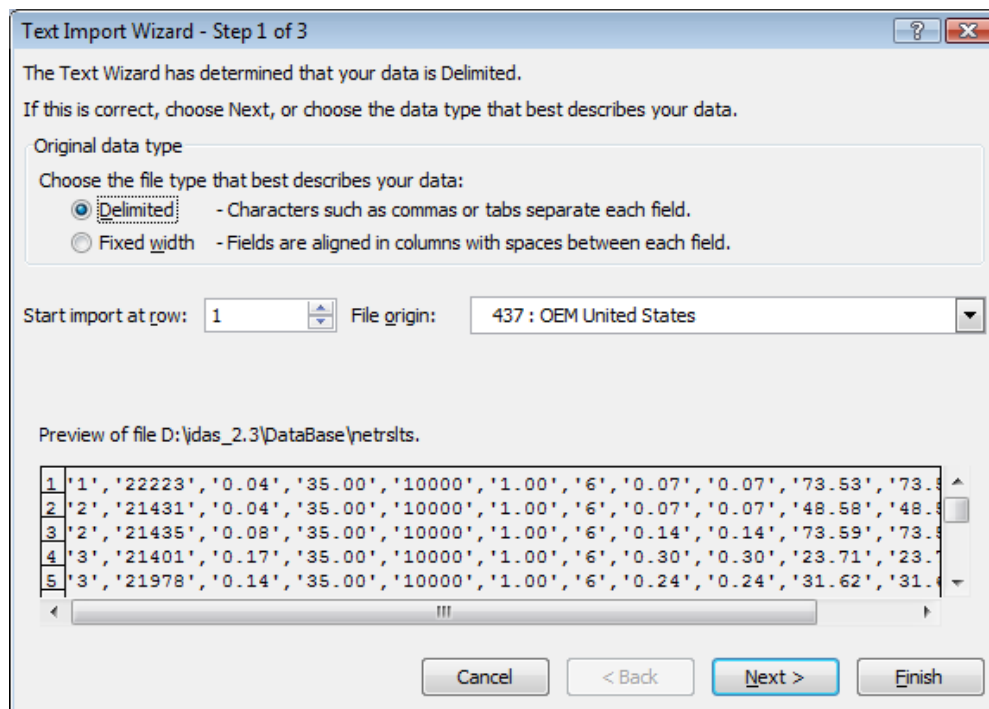 Text Import Wizard - Step 1 of 3
The Text Wizard has determined that your data is Delimited.
If this is correct, choose Next, or choose the data type that best describes your data.
Original data type
Choose the file type that best describes your data:
Delimited - Characters such as commas or tabs separate each field.
Fixed width - Fields are aligned in columns with spaces between each field.
Start import at row: 1 File origin: 437 : OEM United States
Preview of file D:\idas_2.3\DataBase\netrslts.
1 '1','22223','0.04','35.00','10000','1.00','6','0.07','0.07','73.53','73.5
2 '2','21431','0.04','35.00','10000','1.00','6','0.07','0.07','48.58','48.5
3 '2','21435','0.08','35.00','10000','1.00','6','0.14','0.14','73.59','73.5
4 '3','21401','0.17','35.00','10000','1.00','6','0.30','0.30','23.71','23.7
5 '3','21978','0.14','35.00','10000','1.00','6','0.24','0.24','31.62','31.6
Cancel < Back Next > Finish